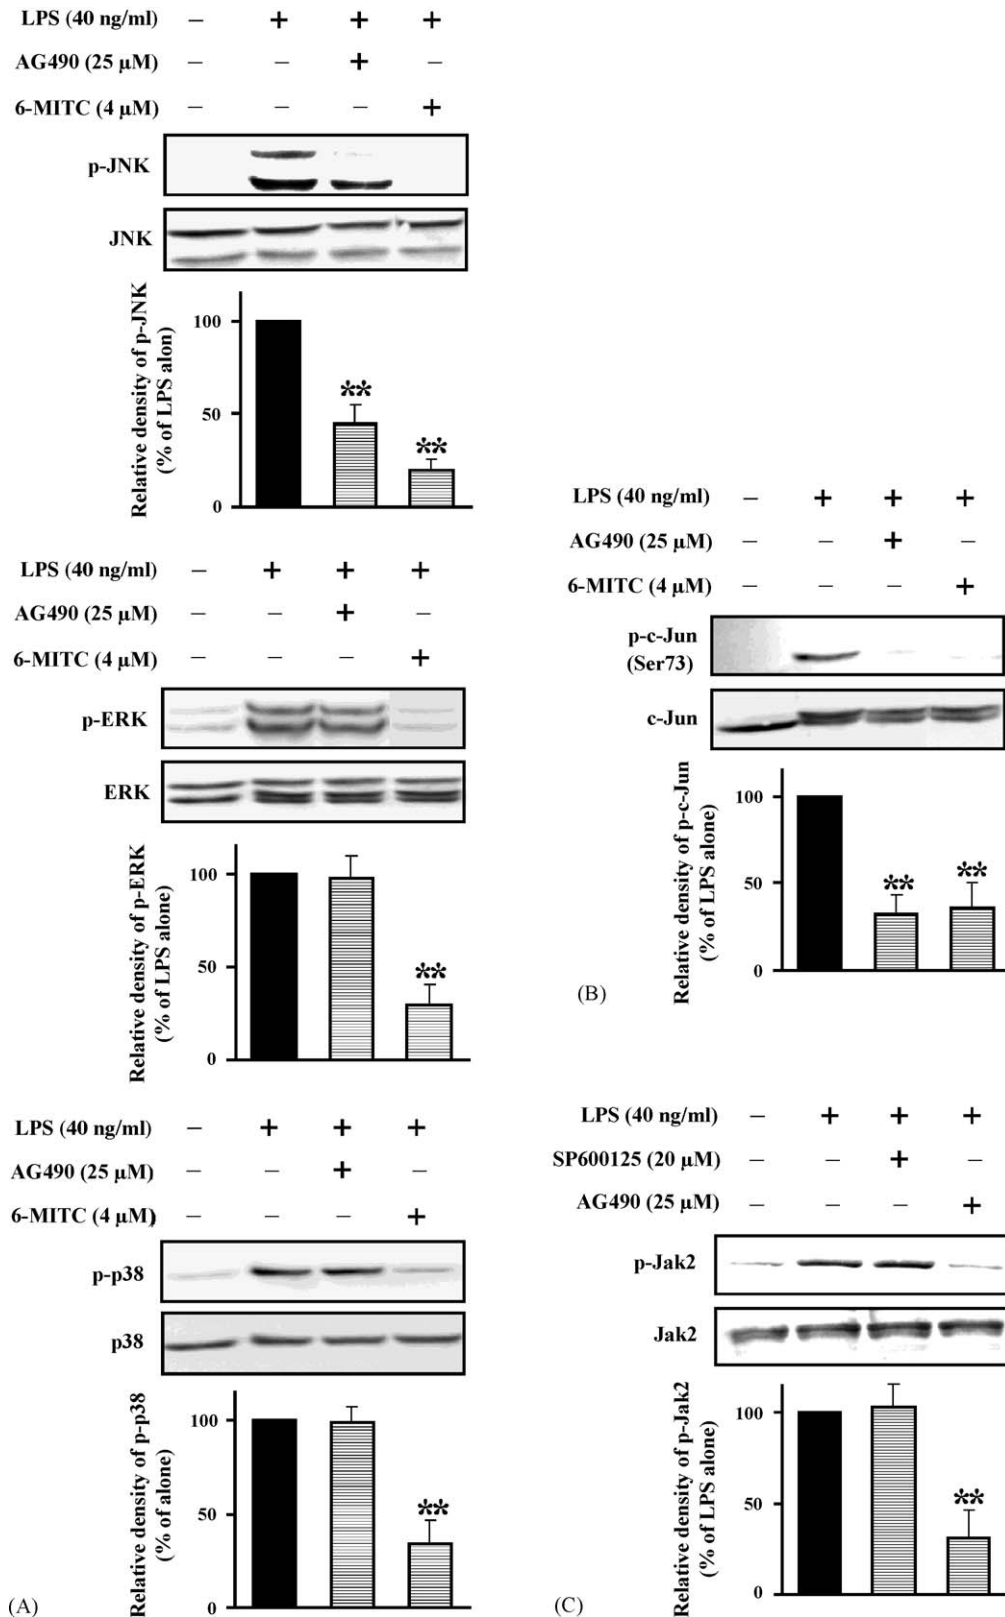 LPS (40 ng/ml) – + + +
AG490 (25 µM) – – + –
6-MITC (4 µM) – – – +
p-JNK
JNK
Relative density of p-JNK
(% of LPS alon)
100
50
0
** **
LPS (40 ng/ml) – + + +
AG490 (25 µM) – – + –
6-MITC (4 µM) – – – +
p-ERK
ERK
Relative density of p-ERK
(% of LPS alone)
100
50
0
**
LPS (40 ng/ml) – + + +
AG490 (25 µM) – – + –
6-MITC (4 µM) – – – +
p-p38
p38
Relative density of p-p38
(% of alone)
100
50
0
**
(A)
LPS (40 ng/ml) – + + +
AG490 (25 µM) – – + –
6-MITC (4 µM) – – – +
p-c-Jun
(Ser73)
c-Jun
Relative density of p-c-Jun
(% of LPS alone)
100
50
0
** **
(B)
LPS (40 ng/ml) – + + +
SP600125 (20 µM) – – + –
AG490 (25 µM) – – – +
p-Jak2
Jak2
Relative density of p-Jak2
(% of LPS alone)
100
50
0
**
(C)